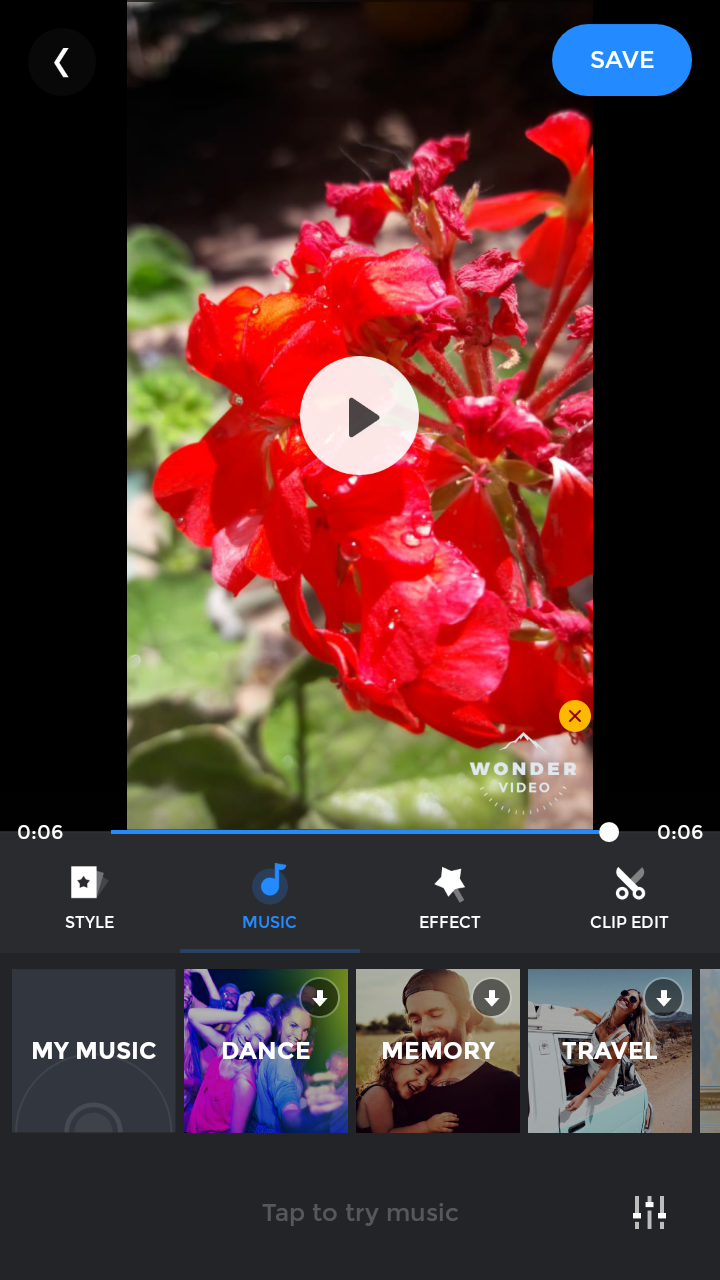 SAVE
WONDER
VIDEO
0:06
0:06
STYLE
MUSIC
EFFECT
CLIP EDIT
MY MUSIC
DANCE
MEMORY
TRAVEL
Tap to try music